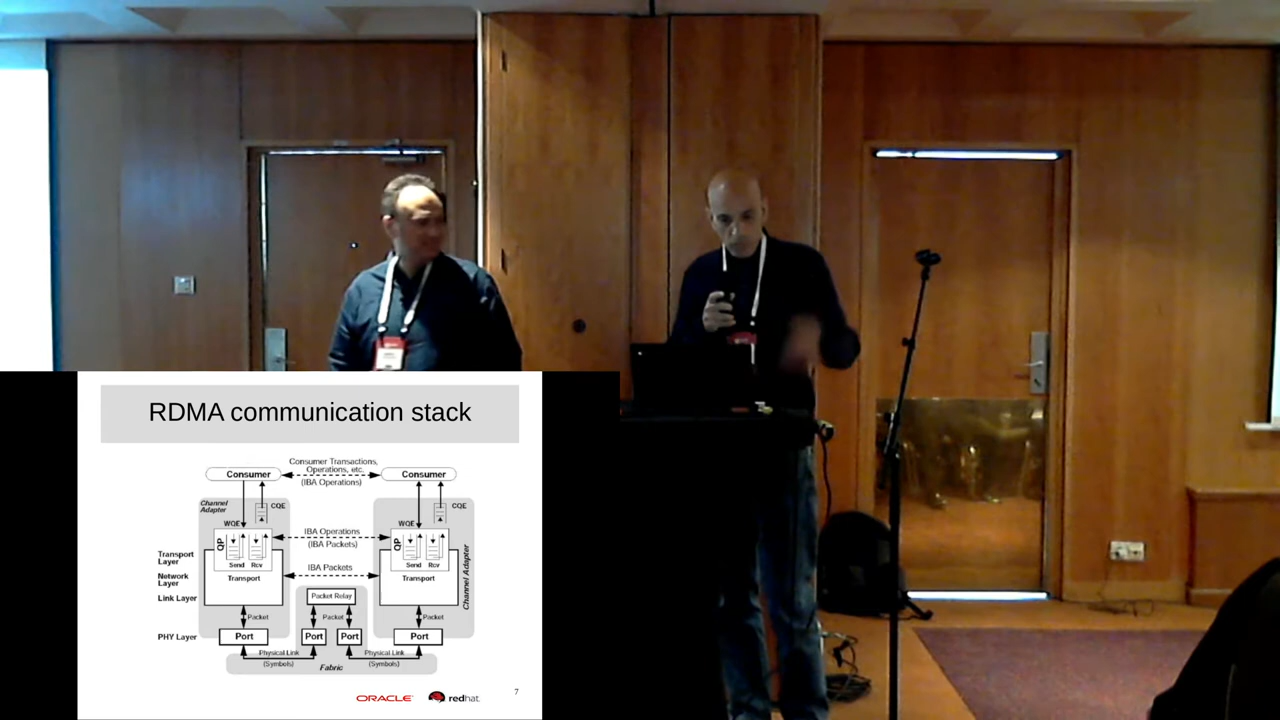 RDMA communication stack
Consumer Transactions,
Operations, etc.
(IBA Operations)
Consumer
Consumer
Channel
Adapter
CQE
CQE
WQE
WQE
IBA Operations
(IBA Packets)
QP
QP
Send
Rcv
Send
Rcv
Transport
Layer
Network
Layer
Link Layer
PHY Layer
IBA Packets
Transport
Transport
Channel Adapter
Packet Relay
Packet
Packet
Packet
Port
Port
Port
Port
Physical Link
(Symbols)
Physical Link
(Symbols)
Fabric
ORACLE
redhat.
7